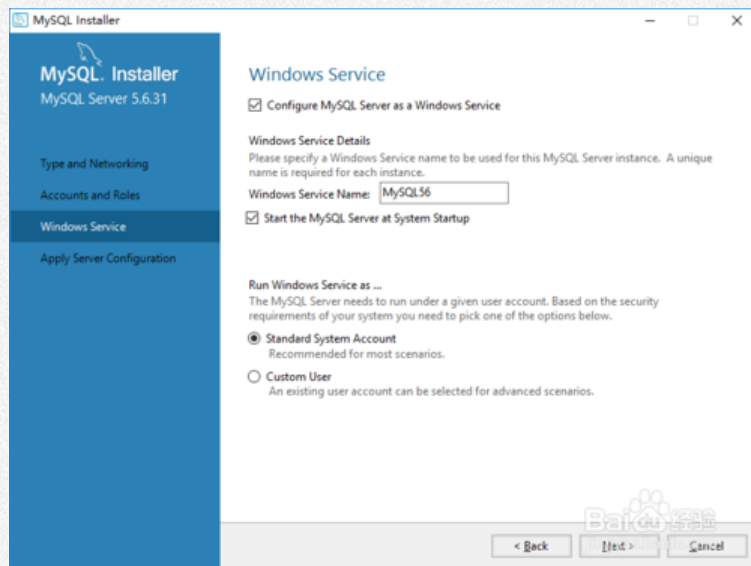 MySQL Installer
MySQL. Installer
MySQL Server 5.6.31
Type and Networking
Accounts and Roles
Windows Service
Apply Server Configuration
Windows Service
Configure MySQL Server as a Windows Service
Windows Service Details
Please specify a Windows Service name to be used for this MySQL Server instance. A unique
name is required for each instance.
Windows Service Name: MySQL56
Start the MySQL Server at System Startup
Run Windows Service as ...
The MySQL Server needs to run under a given user account. Based on the security
requirements of your system you need to pick one of the options below.
Standard System Account
Recommended for most scenarios.
Custom User
An existing user account can be selected for advanced scenarios.
Baidu 经验
< Back
Next >
Cancel